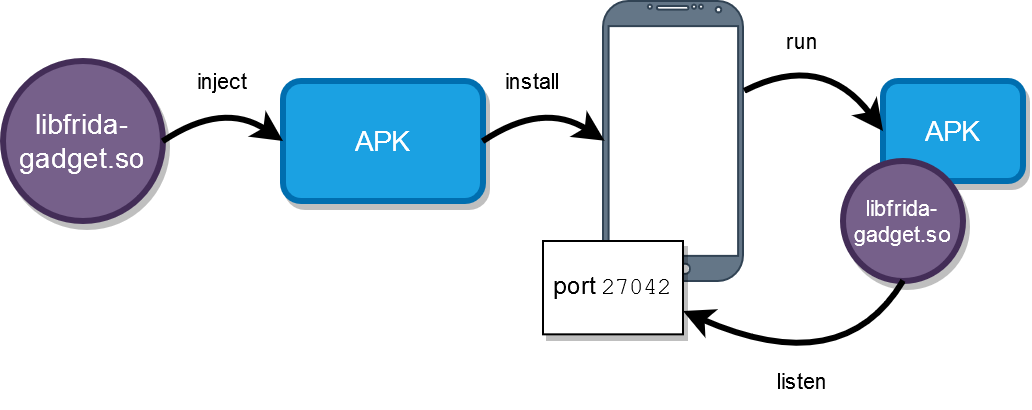 inject
install
run
libfrida-
gadget.so
APK
APK
libfrida-
gadget.so
port 27042
listen